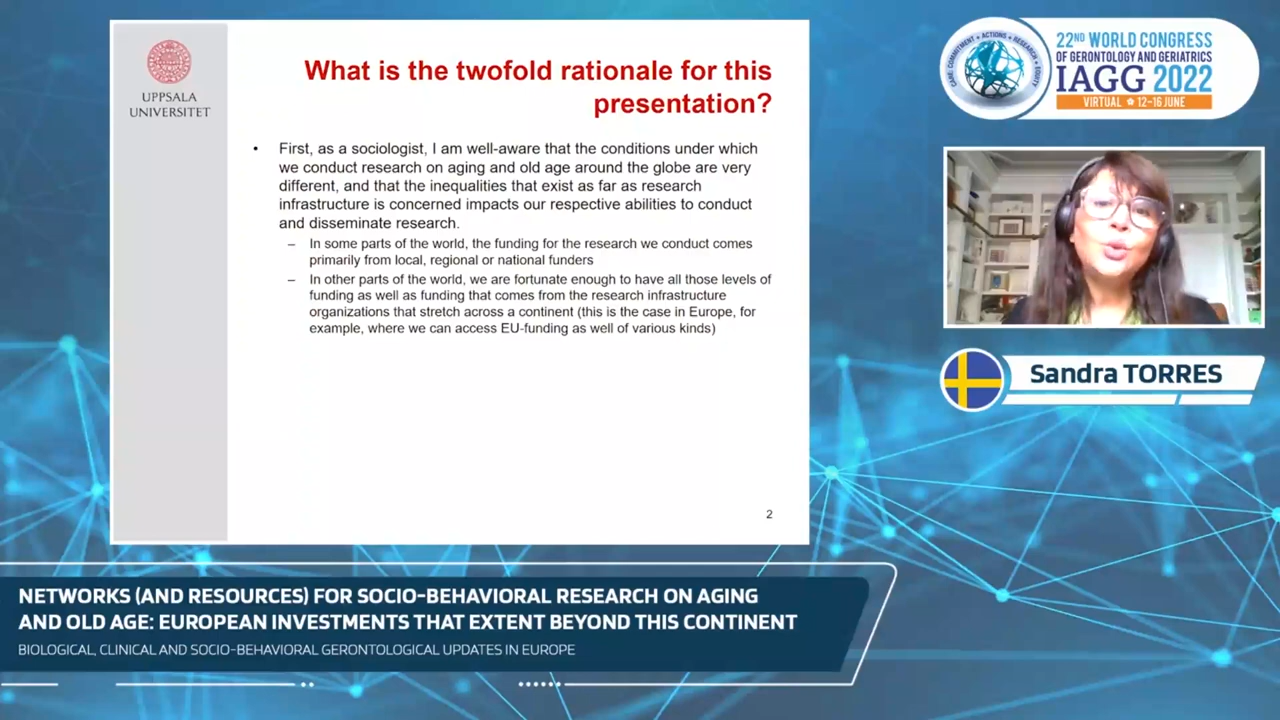 UPPSALA
UNIVERSITET
What is the twofold rationale for this
presentation?
• First, as a sociologist, I am well-aware that the conditions under which
we conduct research on aging and old age around the globe are very
different, and that the inequalities that exist as far as research
infrastructure is concerned impacts our respective abilities to conduct
and disseminate research.
– In some parts of the world, the funding for the research we conduct comes
primarily from local, regional or national funders
– In other parts of the world, we are fortunate enough to have all those levels of
funding as well as funding that comes from the research infrastructure
organizations that stretch across a continent (this is the case in Europe, for
example, where we can access EU-funding as well of various kinds)
2
CARE COMMITMENT • ACTIONS • RESEARCH • EQUITY
22ND WORLD CONGRESS
OF GERONTOLOGY AND GERIATRICS
IAGG 2022
VIRTUAL 12-16 JUNE
Sandra TORRES
NETWORKS (AND RESOURCES) FOR SOCIO-BEHAVIORAL RESEARCH ON AGING
AND OLD AGE: EUROPEAN INVESTMENTS THAT EXTENT BEYOND THIS CONTINENT
BIOLOGICAL, CLINICAL AND SOCIO-BEHAVIORAL GERONTOLOGICAL UPDATES IN EUROPE